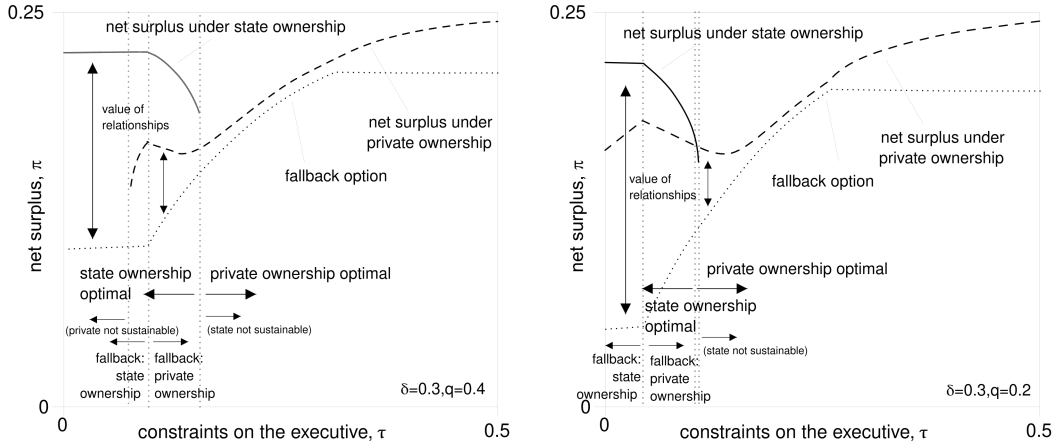 0.25
net surplus under state ownership
value of
relationships
net surplus under
private ownership
fallback option
net surplus, π
state ownership
optimal
private ownership optimal
(private not sustainable)
(state not sustainable)
fallback:
state
ownership
fallback:
private
ownership
δ=0.3,q=0.4
0
0
constraints on the executive, τ
0.5
0.25
net surplus under state ownership
net surplus under
private ownership
value of
relationships
fallback option
net surplus, π
private ownership optimal
state ownership
optimal
(state not sustainable)
fallback:
state
ownership
fallback:
private
ownership
δ=0.3,q=0.2
0
0
constraints on the executive, τ
0.5